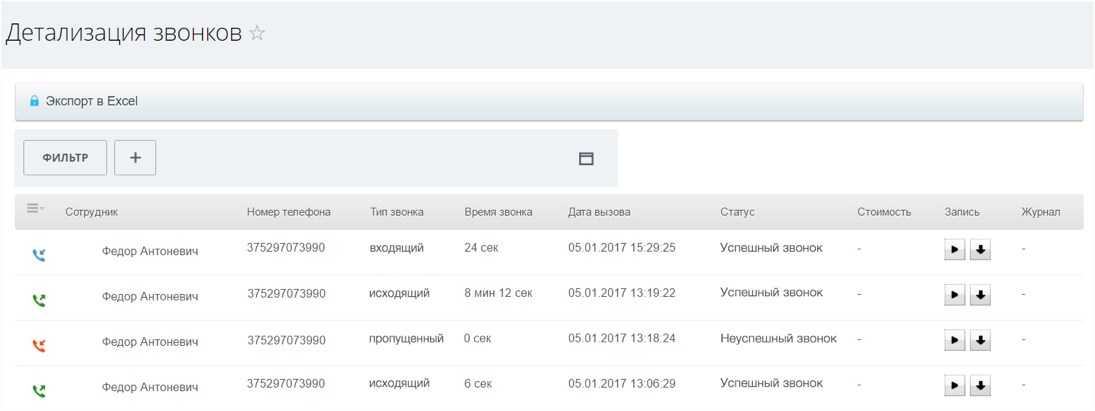 Детализация звонков
Экспорт в Excel
ФИЛЬТР +
Сотрудник Номер телефона Тип звонка Время звонка Дата вызова Статус Стоимость Запись Журнал
Федор Антоневич 375297073990 входящий 24 сек 05.01.2017 15:29:25 Успешный звонок - -
Федор Антоневич 375297073990 исходящий 8 мин 12 сек 05.01.2017 13:19:22 Успешный звонок - -
Федор Антоневич 375297073990 пропущенный 0 сек 05.01.2017 13:18:24 Неуспешный звонок - -
Федор Антоневич 375297073990 исходящий 6 сек 05.01.2017 13:06:29 Успешный звонок - -